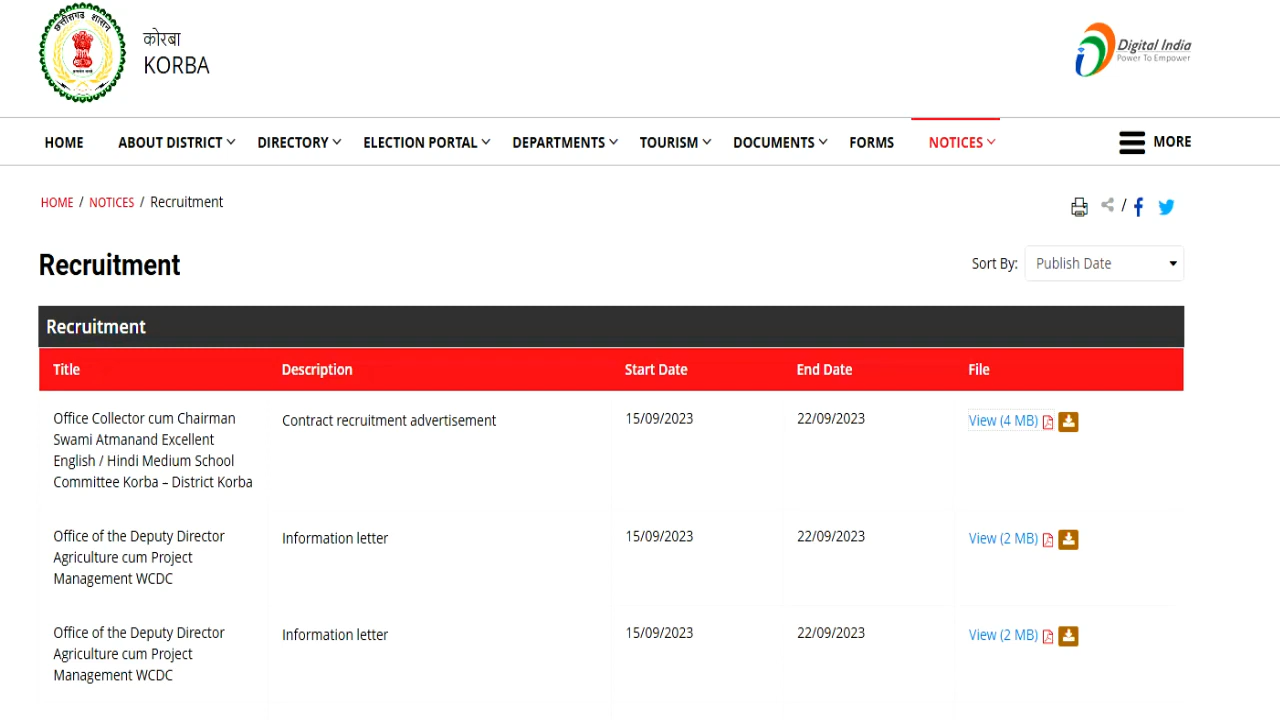 छत्तीसगढ़ शासन
कोरबा
KORBA
Digital India
Power To Empower
HOME ABOUT DISTRICT DIRECTORY ELECTION PORTAL DEPARTMENTS TOURISM DOCUMENTS FORMS NOTICES MORE
HOME / NOTICES / Recruitment /
Recruitment
Sort By: Publish Date
Recruitment
Title Description Start Date End Date File
Office Collector cum Chairman Contract recruitment advertisement 15/09/2023 22/09/2023 View (4 MB)
Swami Atmanand Excellent
English / Hindi Medium School
Committee Korba – District Korba
Office of the Deputy Director Information letter 15/09/2023 22/09/2023 View (2 MB)
Agriculture cum Project
Management WCDC
Office of the Deputy Director Information letter 15/09/2023 22/09/2023 View (2 MB)
Agriculture cum Project
Management WCDC